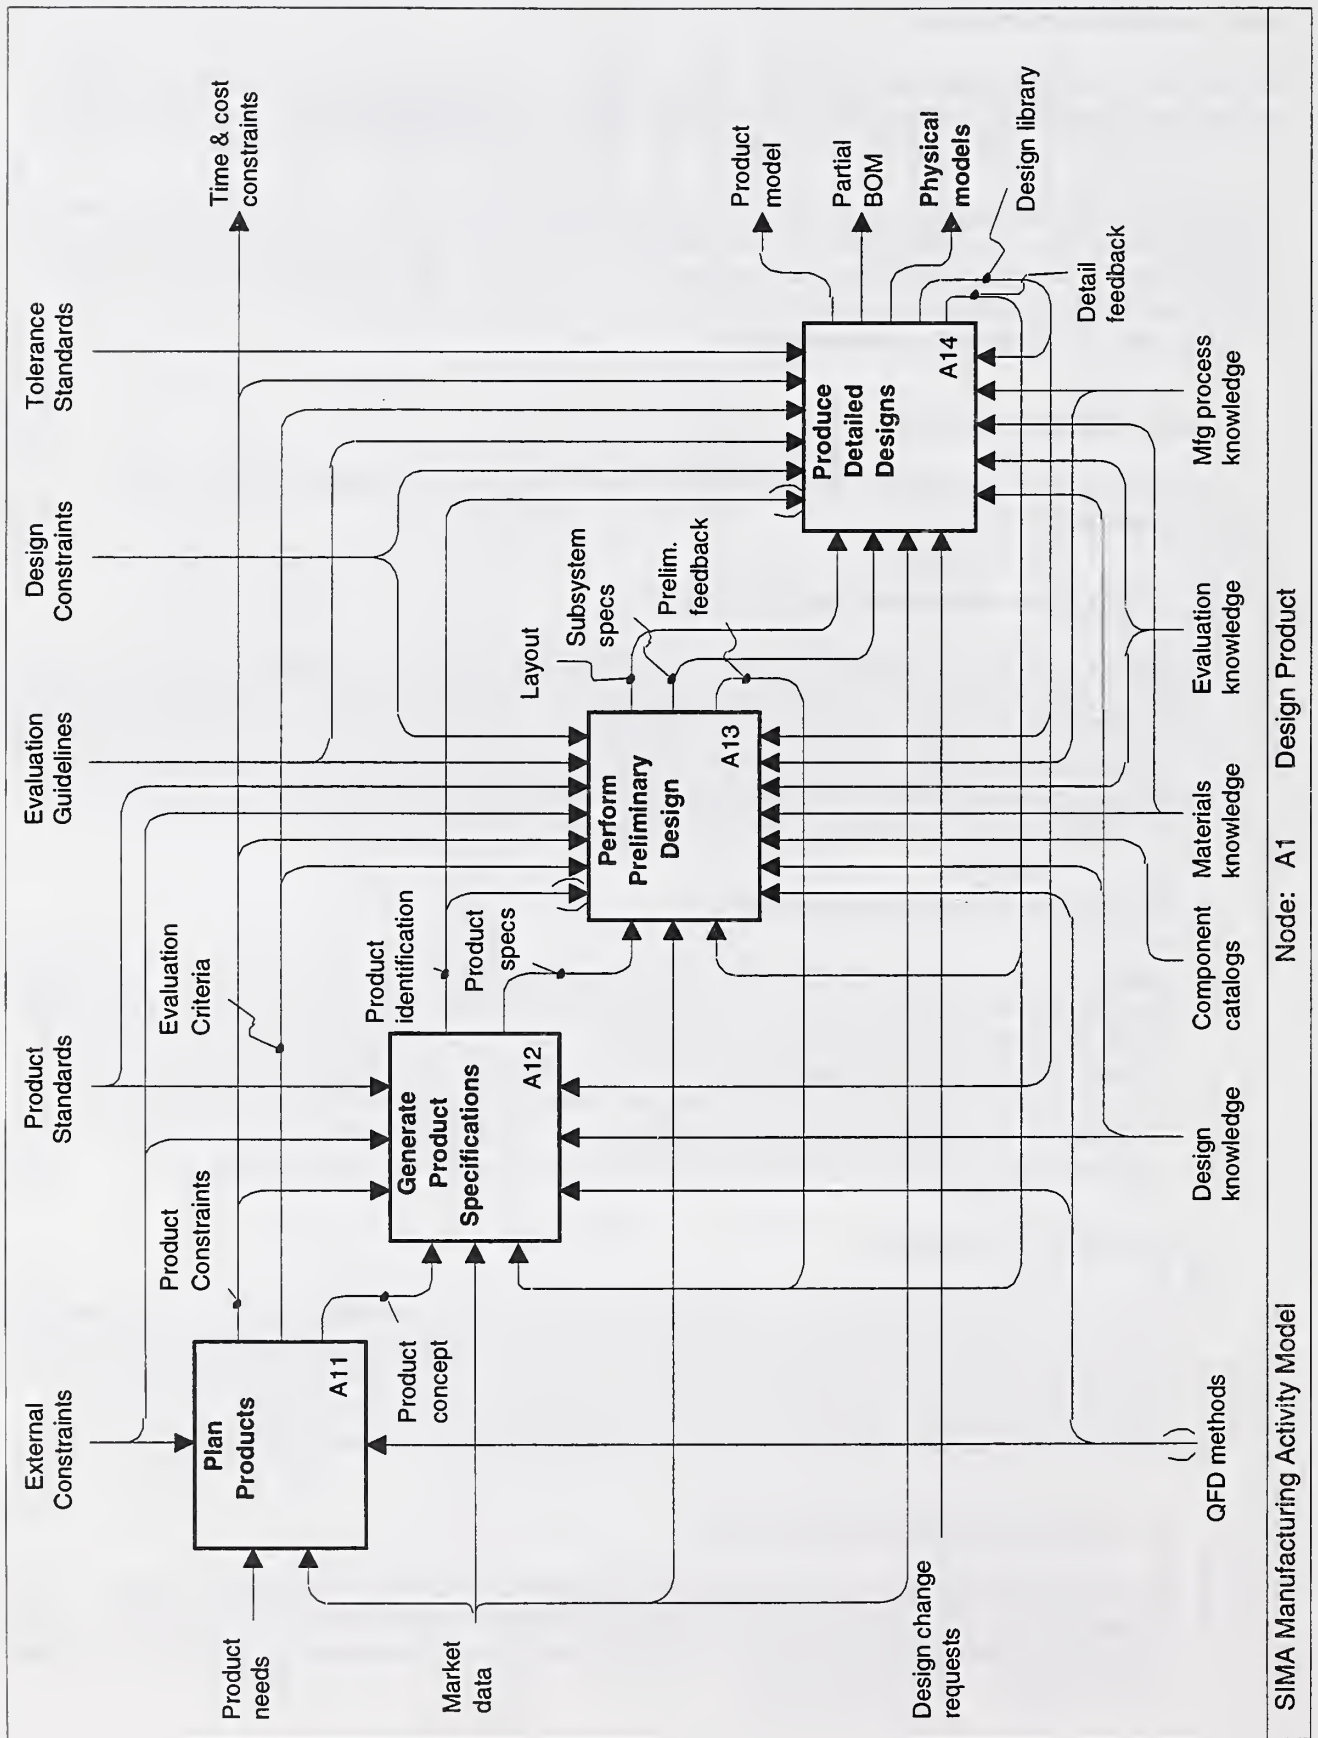 External
Constraints
Product
Standards
Evaluation
Guidelines
Design
Constraints
Tolerance
Standards
Time & cost
constraints
Product
Constraints
Evaluation
Criteria
Plan
Products
A11
Product
needs
Product
concept
Market
data
Generate
Product
Specifications
A12
Product
identification
Product
specs
Perform
Preliminary
Design
A13
Layout
Subsystem
specs
Prelim.
feedback
Produce
Detailed
Designs
A14
Product
model
Partial
BOM
Physical
models
Design library
Detail
feedback
Design change
requests
QFD methods
Design
knowledge
Component
catalogs
Materials
knowledge
Evaluation
knowledge
Mfg process
knowledge
SIMA Manufacturing Activity Model
Node: A1 Design Product